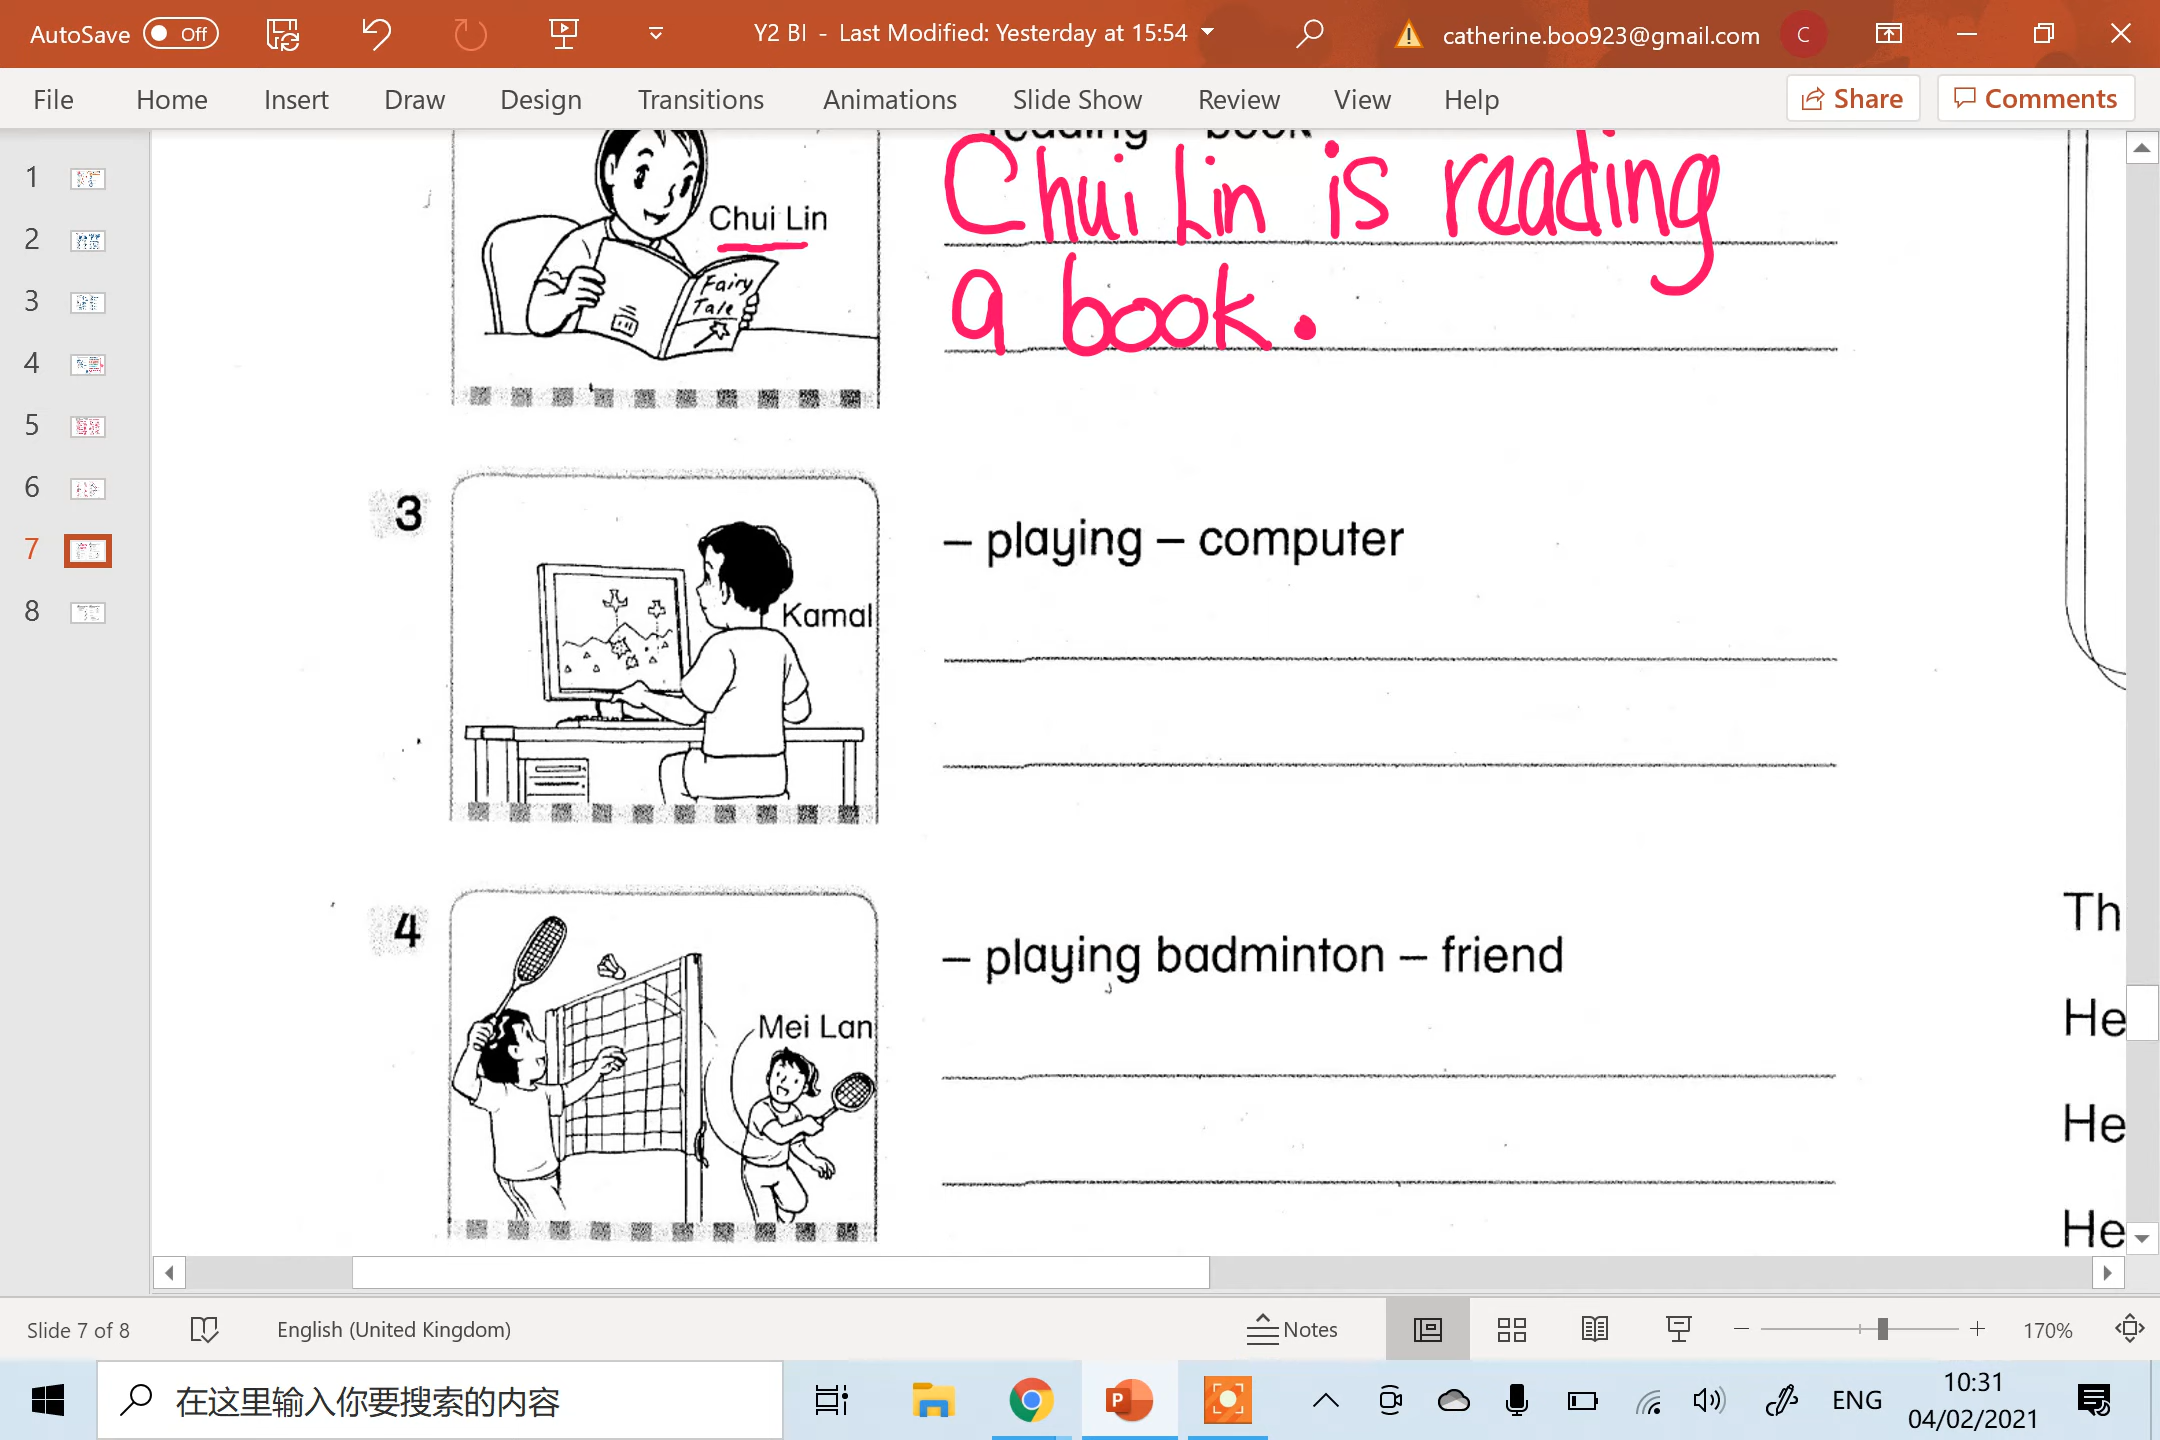 AutoSave Off Y2 BI - Last Modified: Yesterday at 15:54 catherine.boo923@gmail.com C
File Home Insert Draw Design Transitions Animations Slide Show Review View Help Share Comments
1
2
3
4
5
6
7
8
reading book
Chui Lin
Fairy
Tale
Chui Lin is reading
a book.
3
Kamal
– playing – computer
4
Mei Lan
– playing badminton – friend
Th
He
He
He
Slide 7 of 8 English (United Kingdom) Notes 170%
在这里输入你要搜索的内容 P ENG 10:31
04/02/2021